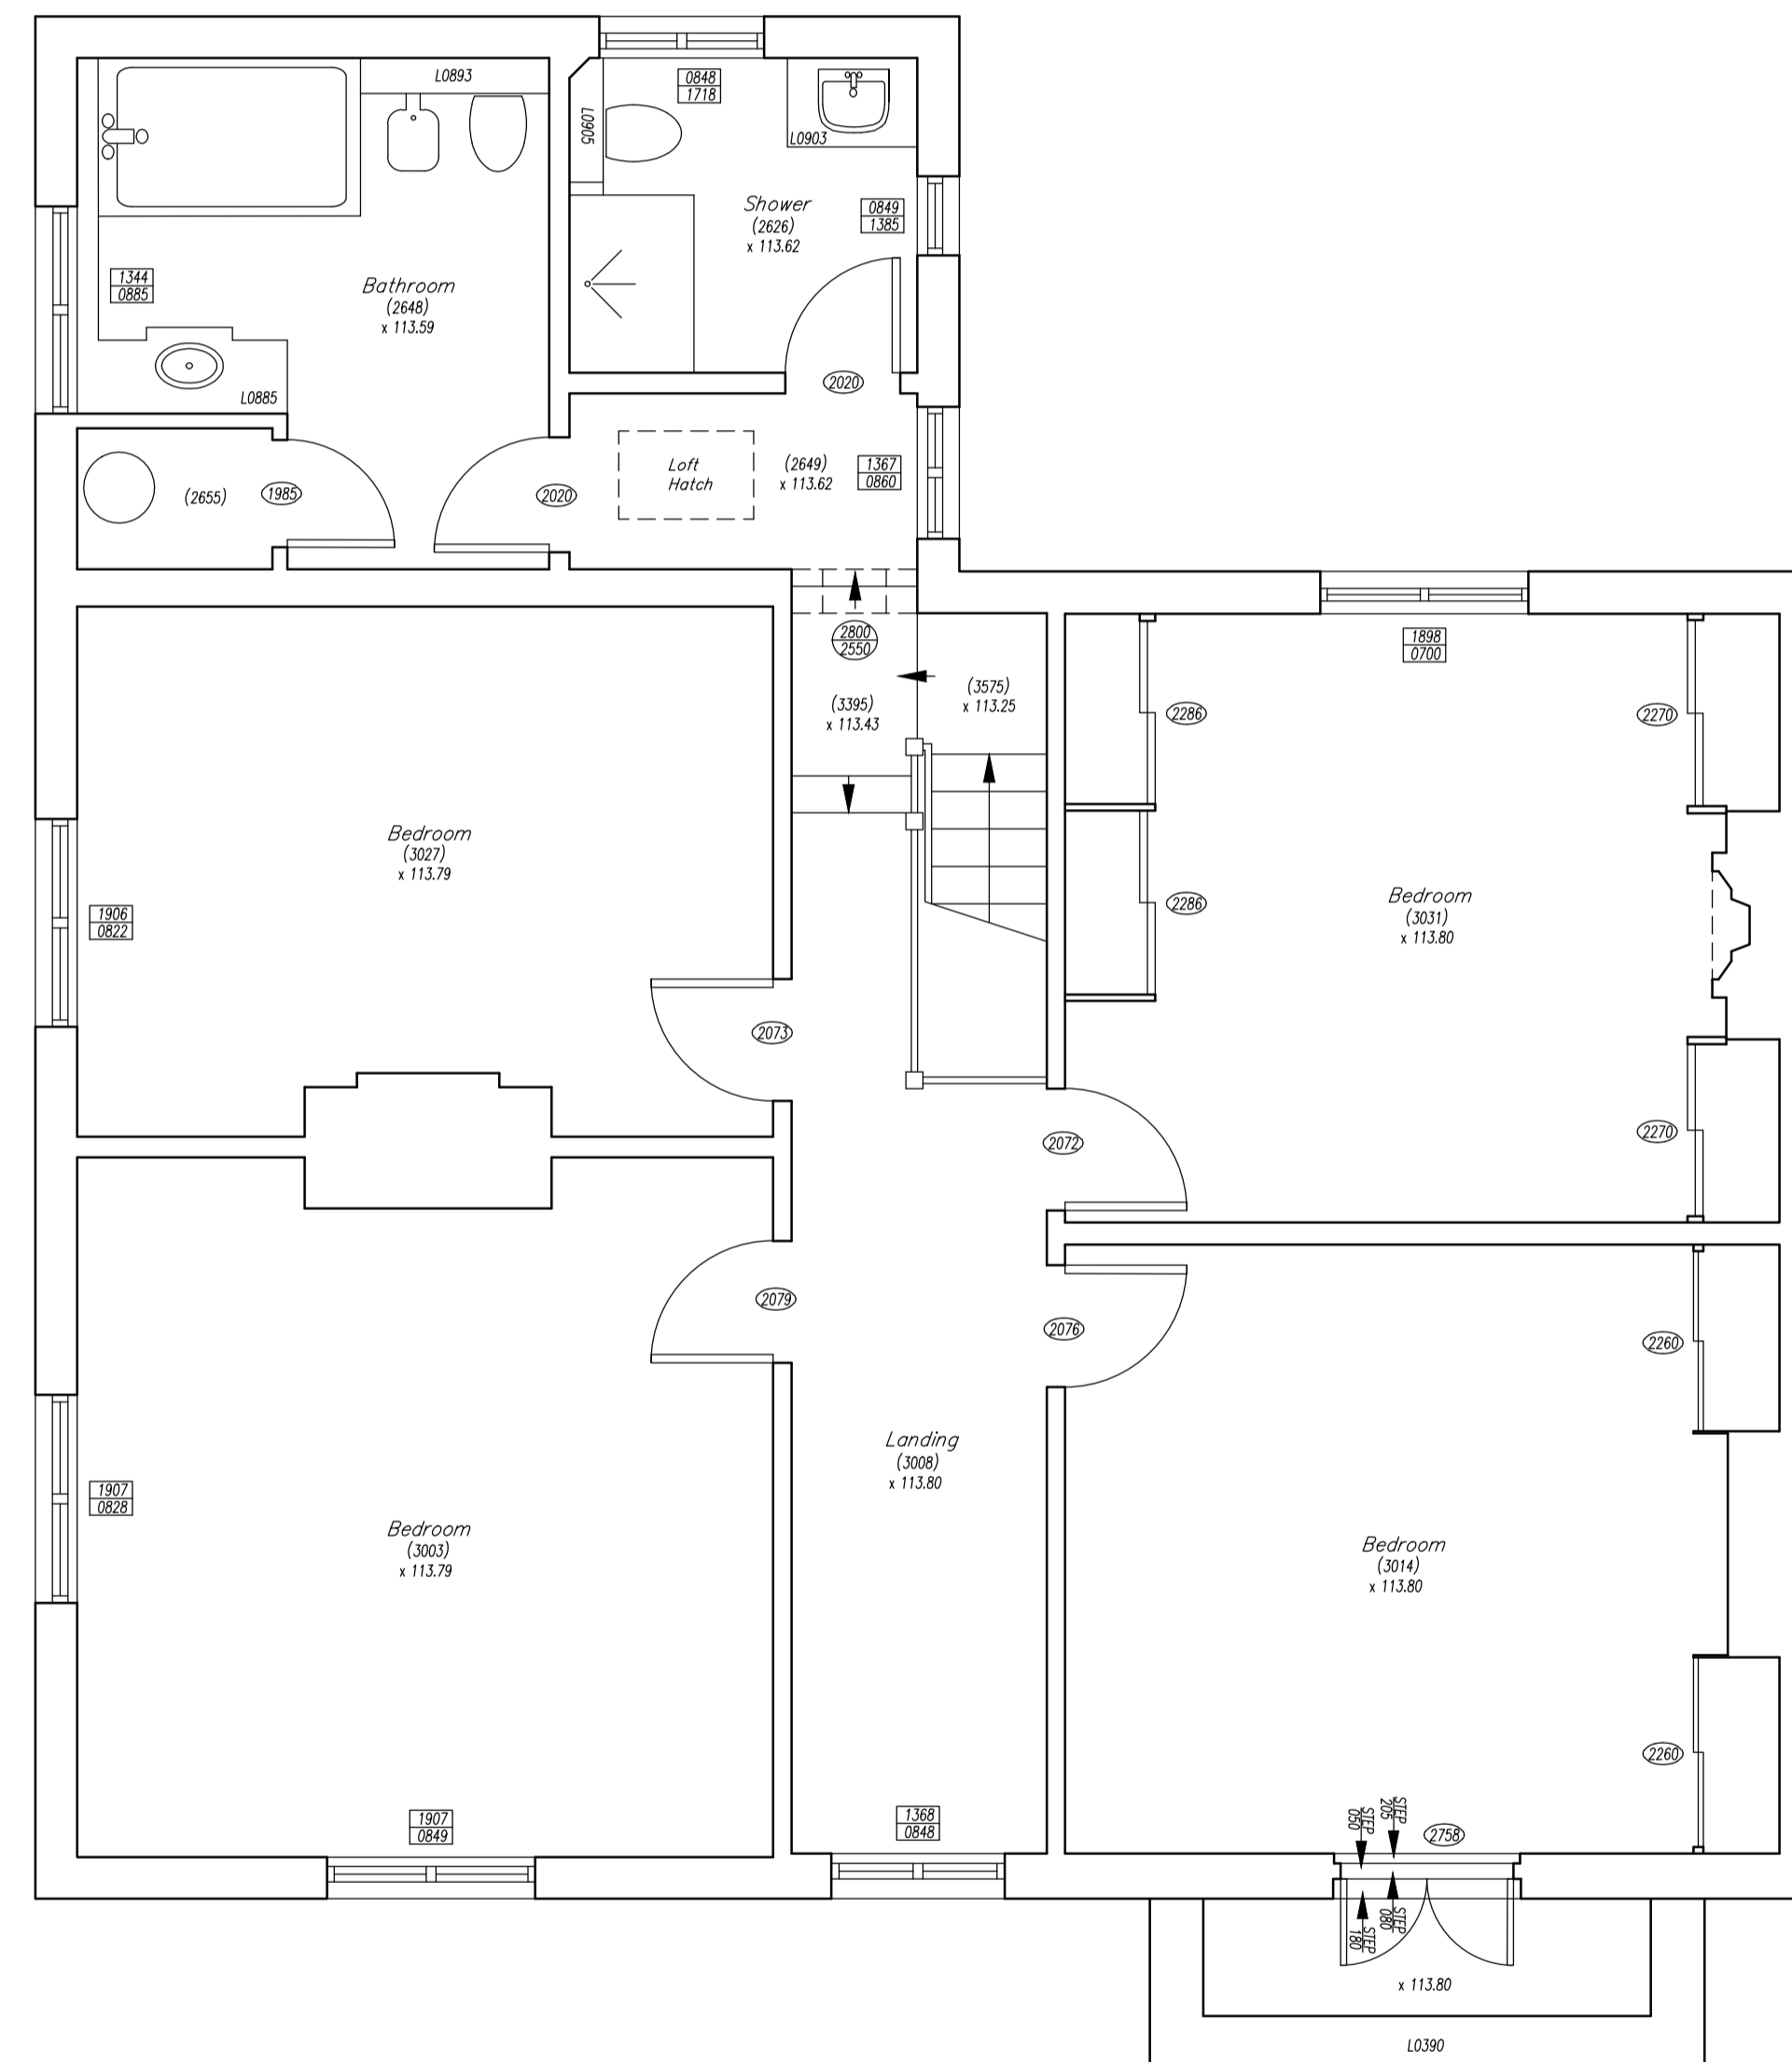 L0893
L0905
0848
1718
L0903
Shower
(2626)
x 113.62
0849
1385
1344
0885
Bathroom
(2648)
x 113.59
L0885
2020
(2655)
1985
2020
Loft
Hatch
(2649)
x 113.62
1367
0860
2800
2550
(3395)
x 113.43
(3575)
x 113.25
1898
0700
2286
2270
Bedroom
(3027)
x 113.79
1906
0822
2286
Bedroom
(3031)
x 113.80
2073
2072
2270
2079
2076
2260
Landing
(3008)
x 113.80
1907
0828
Bedroom
(3003)
x 113.79
Bedroom
(3014)
x 113.80
2260
1907
0849
1368
0848
STEP
050
STEP
205
2758
STEP
180
STEP
080
x 113.80
L0390